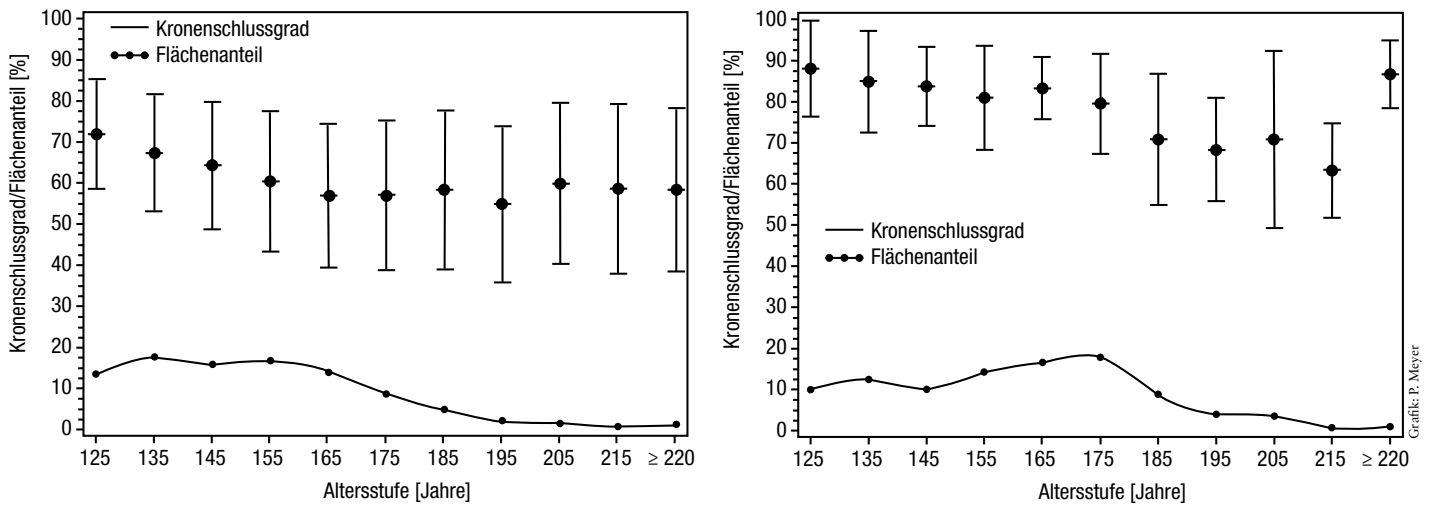 Kronenschlussgrad/Flächenanteil [%]
100
90
80
70
60
50
40
30
20
10
0
Kronenschlussgrad
Flächenanteil
125 135 145 155 165 175 185 195 205 215 ≥ 220
Altersstufe [Jahre]
Kronenschlussgrad/Flächenanteil [%]
100
90
80
70
60
50
40
30
20
10
0
Kronenschlussgrad
Flächenanteil
125 135 145 155 165 175 185 195 205 215 ≥ 220
Altersstufe [Jahre]
Grafik: P. Meyer